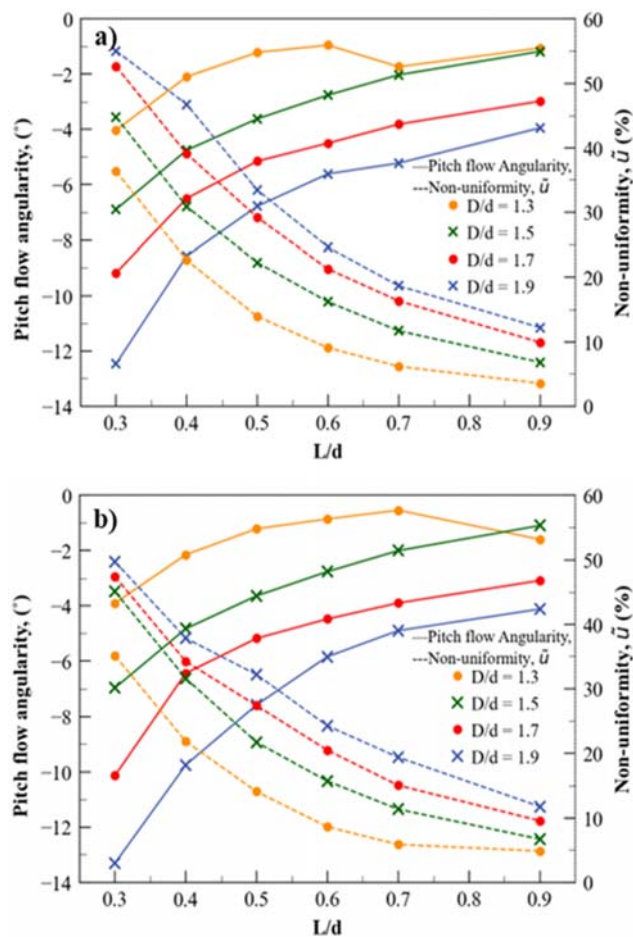 a)
Pitch flow angularity, (°)
0
−2
−4
−6
−8
−10
−12
−14
Pitch flow Angularity,
Non-uniformity, ũ
D/d = 1.3
D/d = 1.5
D/d = 1.7
D/d = 1.9
60
50
40
30
20
10
0
Non-uniformity, ũ (%)
0.3 0.4 0.5 0.6 0.7 0.8 0.9
L/d
b)
Pitch flow angularity, (°)
0
−2
−4
−6
−8
−10
−12
−14
Pitch flow Angularity,
Non-uniformity, ũ
D/d = 1.3
D/d = 1.5
D/d = 1.7
D/d = 1.9
60
50
40
30
20
10
0
Non-uniformity, ũ (%)
0.3 0.4 0.5 0.6 0.7 0.8 0.9
L/d